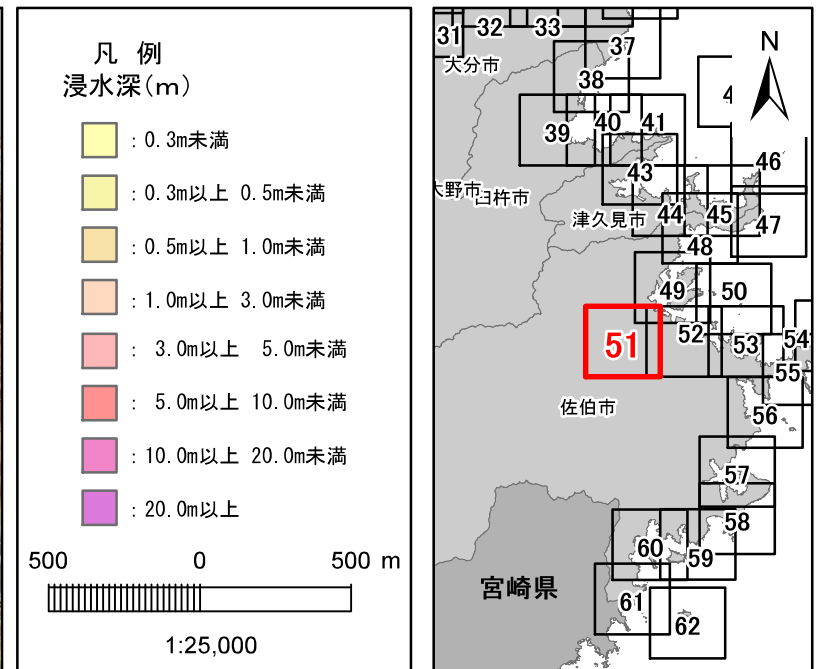 凡 例
浸水深(m)
: 0.3m未満
: 0.3m以上 0.5m未満
: 0.5m以上 1.0m未満
: 1.0m以上 3.0m未満
: 3.0m以上 5.0m未満
: 5.0m以上 10.0m未満
: 10.0m以上 20.0m未満
: 20.0m以上
500 0 500 m
1:25,000
31 32 33
37
大分市
38
N
39 40 41
43
46
大野市
臼杵市
津久見市
44 45 47
48
49 50
51
52 53 54
55
佐伯市
56
57
58
60 59
宮崎県
61
62